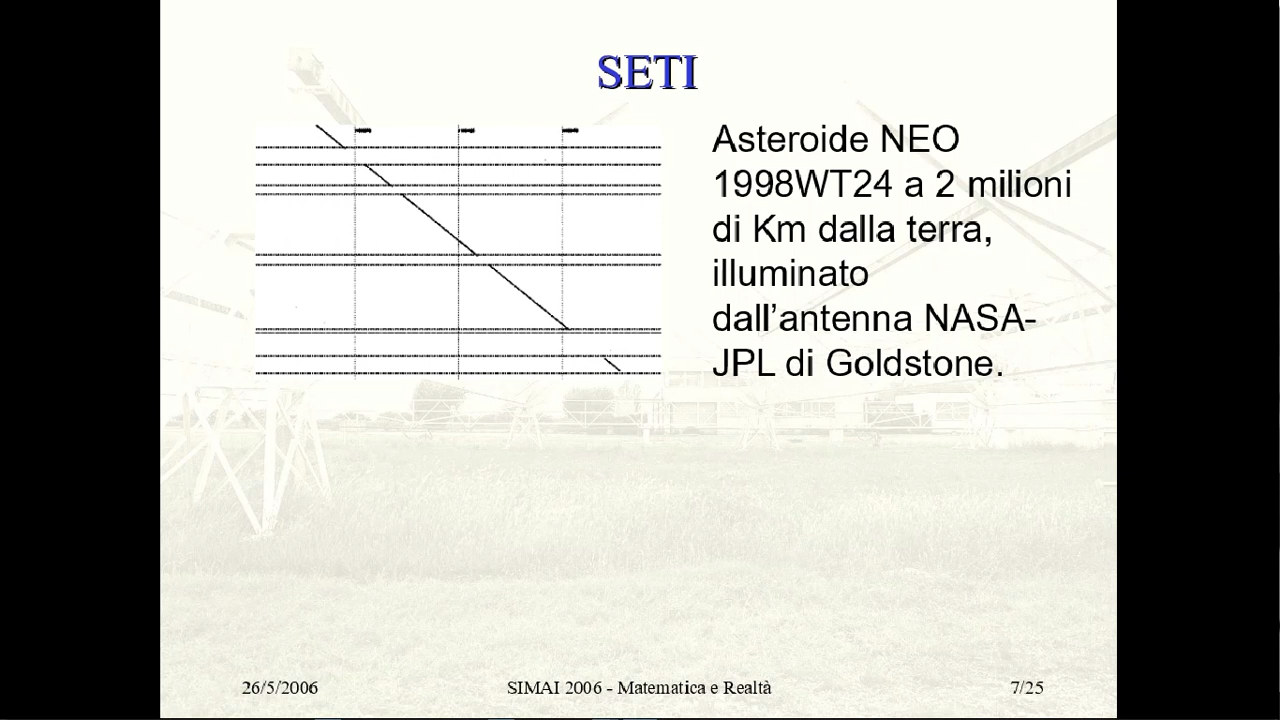 SETI
Asteroide NEO
1998WT24 a 2 milioni
di Km dalla terra,
illuminato
dall’antenna NASA-
JPL di Goldstone.
26/5/2006
SIMAI 2006 - Matematica e Realtà
7/25